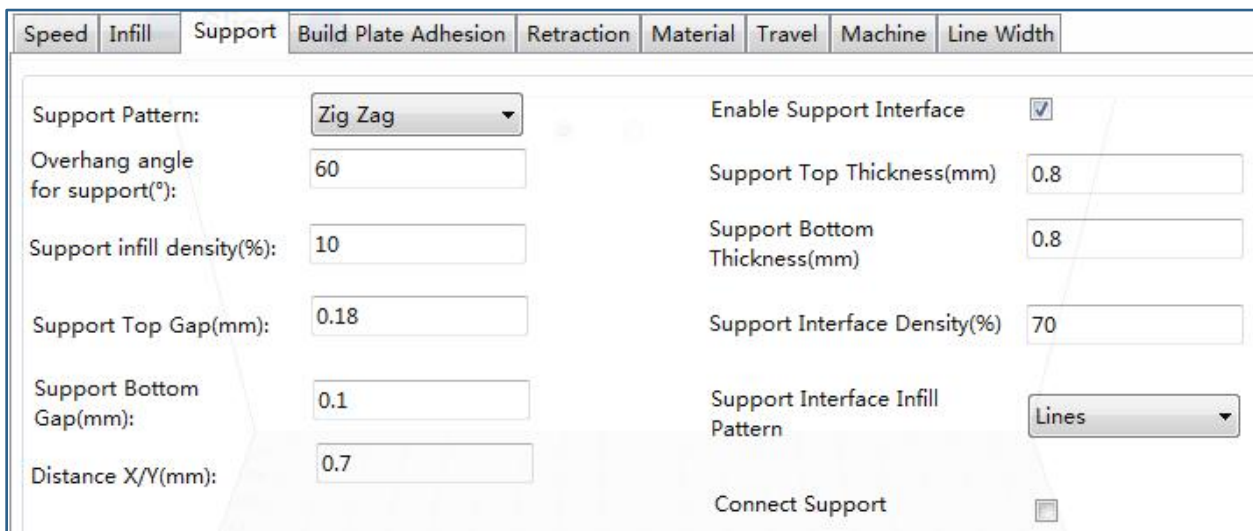 Speed Infill Support Build Plate Adhesion Retraction Material Travel Machine Line Width
Support Pattern: Zig Zag
Overhang angle
for support(°): 60
Support infill density(%): 10
Support Top Gap(mm): 0.18
Support Bottom
Gap(mm): 0.1
Distance X/Y(mm): 0.7
Enable Support Interface
Support Top Thickness(mm) 0.8
Support Bottom
Thickness(mm) 0.8
Support Interface Density(%) 70
Support Interface Infill
Pattern Lines
Connect Support